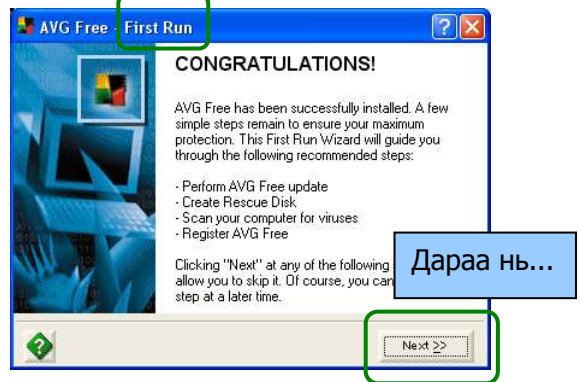 AVG Free - First Run
CONGRATULATIONS!
AVG Free has been successfully installed. A few
simple steps remain to ensure your maximum
protection. This First Run Wizard will guide you
through the following recommended steps:
- Perform AVG Free update
- Create Rescue Disk
- Scan your computer for viruses
- Register AVG Free
Clicking "Next" at any of the following
allow you to skip it. Of course, you can
step at a later time.
Дараа нь...
Next >>